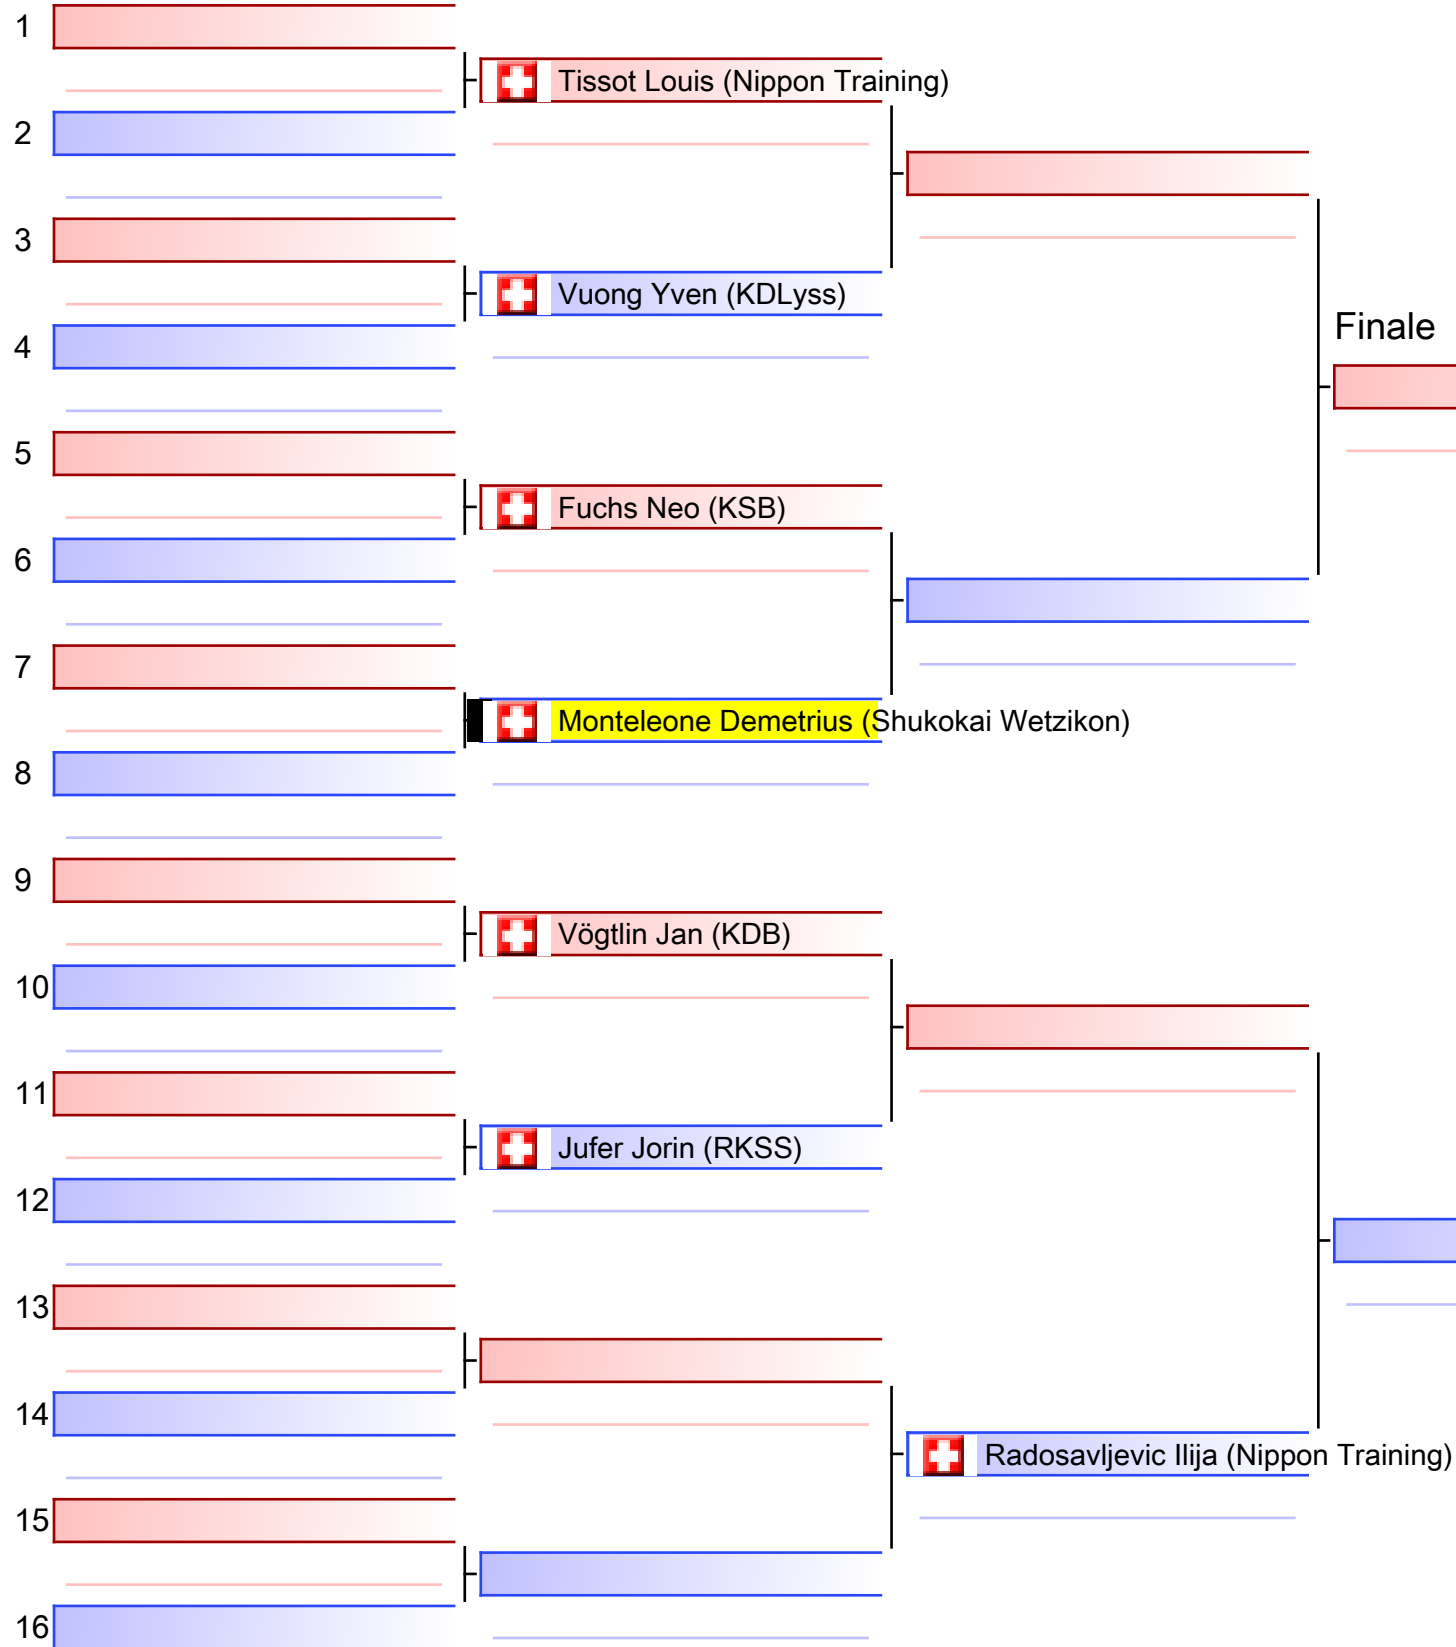 1
Tissot Louis (Nippon Training)
2
3
Vuong Yven (KDLyss)
4
Finale
5
Fuchs Neo (KSB)
6
7
Monteleone Demetrius (Shukokai Wetzikon)
8
9
Vögtlin Jan (KDB)
10
11
Jufer Jorin (RKSS)
12
13
14
Radosavljevic Ilija (Nippon Training)
15
16